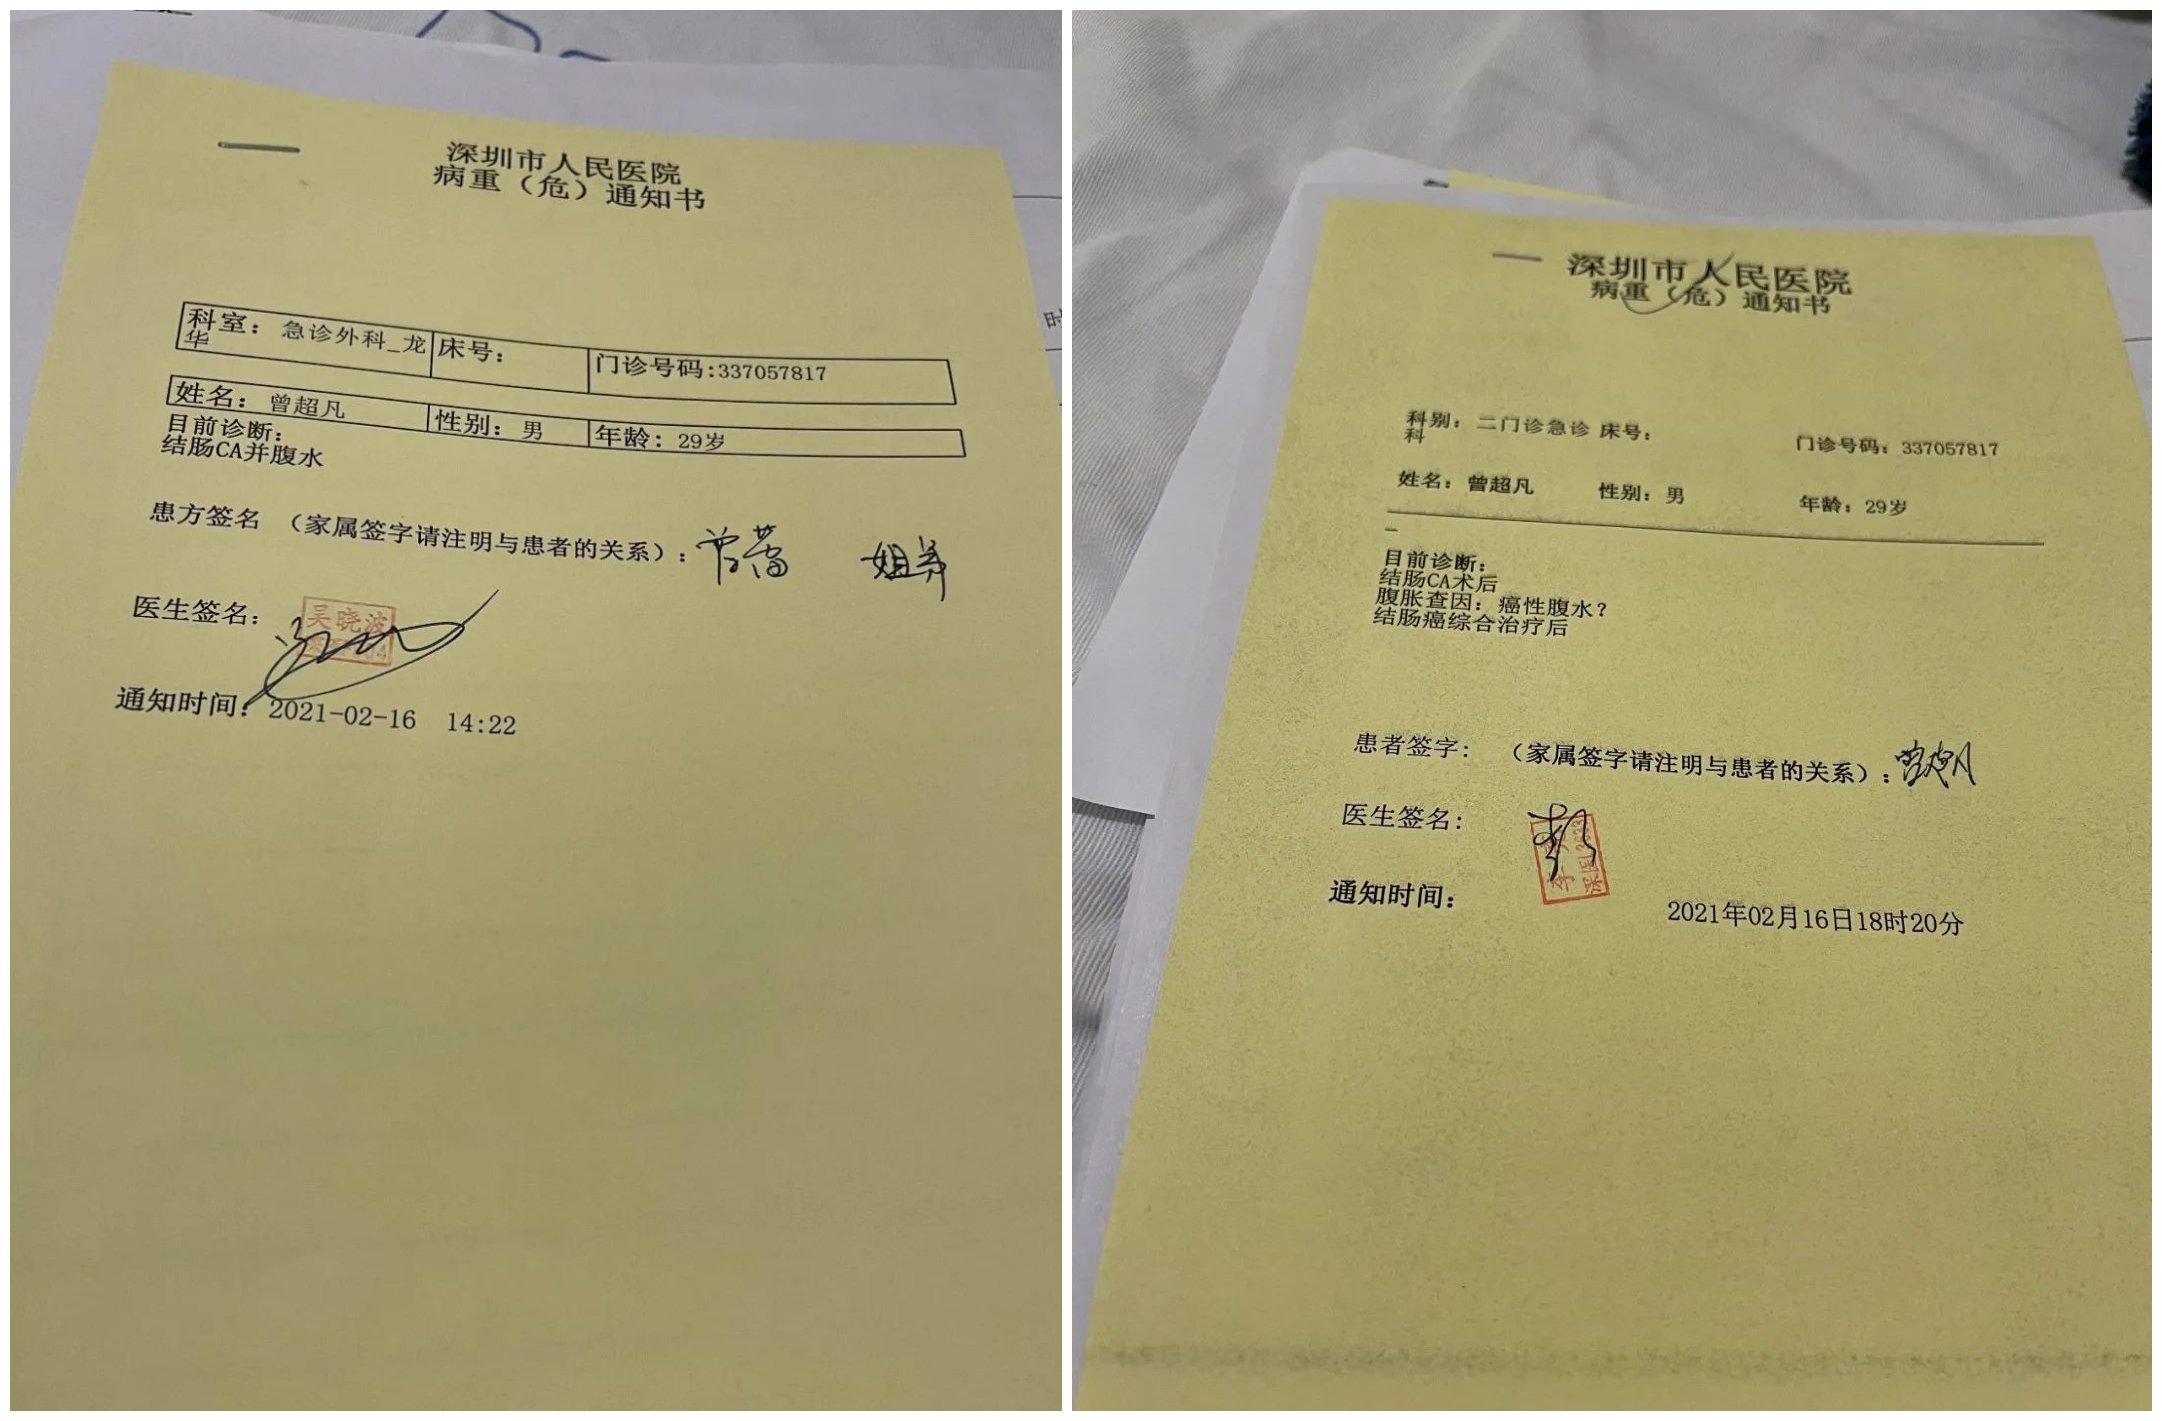 深圳市人民医院
病重（危）通知书
科室：急诊外科_龙 床号： 门诊号码:337057817
华
姓名：曾超凡 性别：男 年龄：29岁
目前诊断：
结肠CA并腹水
患方签名 （家属签字请注明与患者的关系）： 姐弟
医生签名：
吴晓波
通知时间：2021-02-16 14:22
深圳市人民医院
病重（危）通知书
科别：二门诊急诊 床号： 门诊号码：337057817
科
姓名：曾超凡 性别：男 年龄：29岁
目前诊断：
结肠CA术后
腹胀查因：癌性腹水？
结肠癌综合治疗后
患者签字： （家属签字请注明与患者的关系）：曾超凡
医生签名：
通知时间： 2021年02月16日18时20分